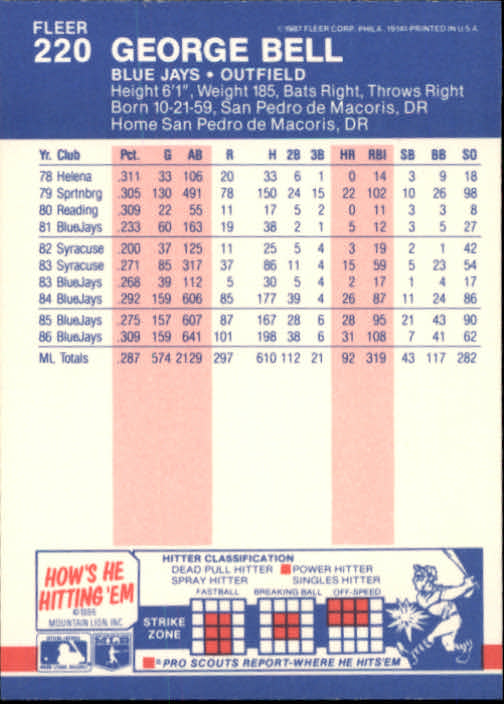 FLEER
220 GEORGE BELL
© 1987 FLEER CORP., PHILA. 19141-PRINTED IN U.S.A.
BLUE JAYS • OUTFIELD
Height 6'1", Weight 185, Bats Right, Throws Right
Born 10-21-59, San Pedro de Macoris, DR
Home San Pedro de Macoris, DR
Yr. Club Pct. G AB R H 2B 3B HR RBI SB BB SO
78 Helena .311 33 106 20 33 6 1 0 14 3 9 18
79 Sprtnbrg .305 130 491 78 150 24 15 22 102 10 26 98
80 Reading .309 22 55 11 17 5 2 0 11 3 3 8
81 BlueJays .233 60 163 19 38 2 1 5 12 3 5 27
82 Syracuse .200 37 125 11 25 5 4 3 19 2 1 42
83 Syracuse .271 85 317 37 86 11 4 15 59 5 23 54
83 BlueJays .268 39 112 5 30 5 4 2 17 1 4 17
84 BlueJays .292 159 606 85 177 39 4 26 87 11 24 86
85 BlueJays .275 157 607 87 167 28 6 28 95 21 43 90
86 BlueJays .309 159 641 101 198 38 6 31 108 7 41 62
ML Totals .287 574 2129 297 610 112 21 92 319 43 117 282
HOW'S HE
HITTING 'EM
©1986
MOUNTAIN LION, INC
HITTER CLASSIFICATION
DEAD PULL HITTER POWER HITTER
SPRAY HITTER SINGLES HITTER
FASTBALL BREAKING BALL OFF-SPEED
STRIKE
ZONE
=PRO SCOUTS REPORT-WHERE HE HITS'EM